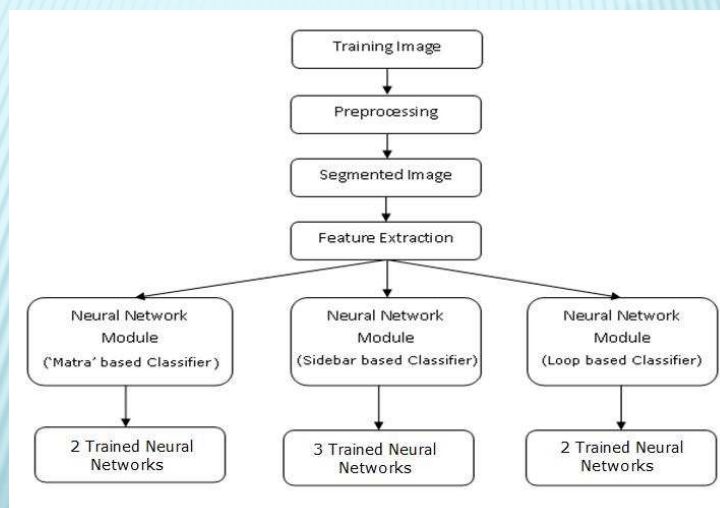 Training Image
Preprocessing
Segmented Image
Feature Extraction
Neural Network
Module
('Matra' based Classifier)
Neural Network
Module
(Sidebar based Classifier)
Neural Network
Module
(Loop based Classifier)
2 Trained Neural
Networks
3 Trained Neural
Networks
2 Trained Neural
Networks